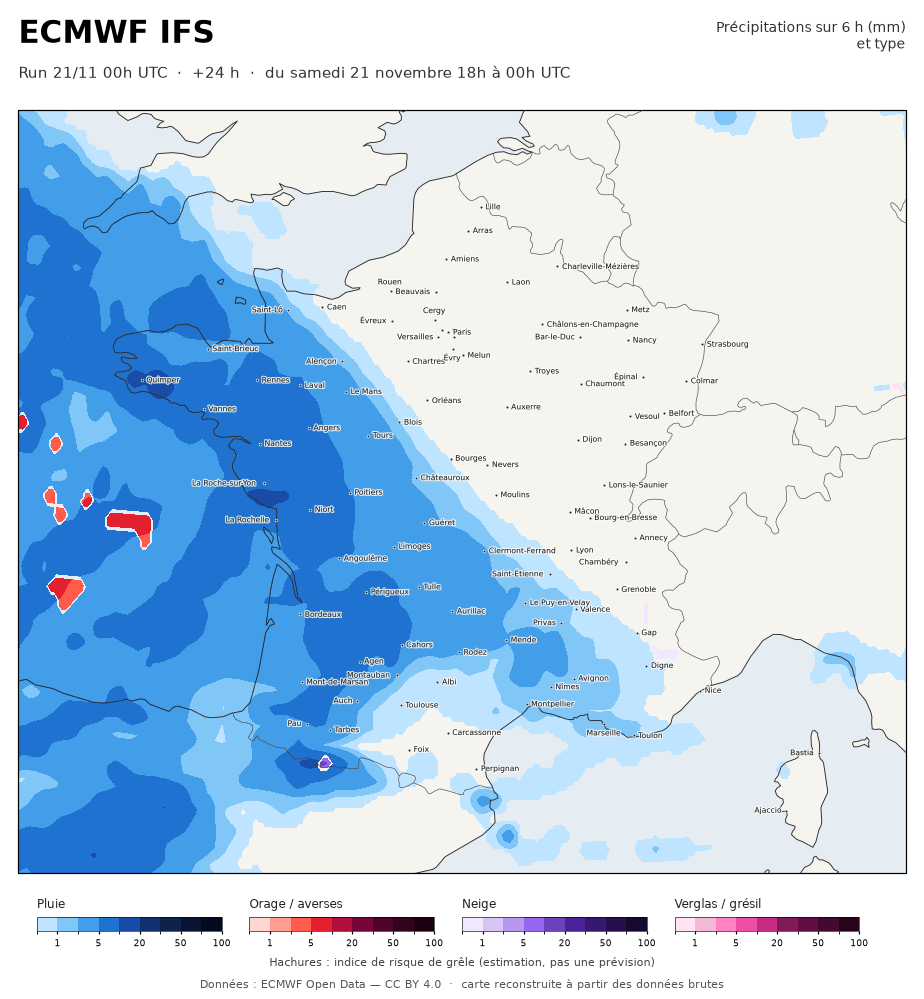 ECMWF IFS
Précipitations sur 6 h (mm)
et type
Run 21/11 00h UTC · +24 h · du samedi 21 novembre 18h à 00h UTC
Lille
Arras
Amiens
Charleville-Mézières
Rouen
Laon
Beauvais
Saint-Lô
Caen
Cergy
Metz
Évreux
Châlons-en-Champagne
Versailles
Paris
Bar-le-Duc
Nancy
Strasbourg
Saint-Brieuc
Évry
Melun
Alençon
Chartres
Troyes
Épinal
Quimper
Rennes
Laval
Chaumont
Colmar
Le Mans
Orléans
Auxerre
Vannes
Vesoul
Belfort
Blois
Angers
Tours
Dijon
Nantes
Besançon
Bourges
Nevers
La Roche-sur-Yon
Châteauroux
Lons-le-Saunier
Poitiers
Moulins
Niort
Mâcon
La Rochelle
Guéret
Bourg-en-Bresse
Annecy
Limoges
Clermont-Ferrand
Lyon
Angoulême
Chambéry
Saint-Étienne
Périgueux
Tulle
Grenoble
Le Puy-en-Velay
Bordeaux
Aurillac
Valence
Privas
Gap
Cahors
Mende
Rodez
Agen
Digne
Montauban
Mont-de-Marsan
Albi
Avignon
Nîmes
Nice
Auch
Toulouse
Montpellier
Pau
Tarbes
Carcassonne
Marseille
Toulon
Foix
Bastia
Perpignan
Ajaccio
Pluie
Orage / averses
Neige
Verglas / grésil
1 5 20 50 100
1 5 20 50 100
1 5 20 50 100
1 5 20 50 100
Hachures : indice de risque de grêle (estimation, pas une prévision)
Données : ECMWF Open Data — CC BY 4.0 · carte reconstruite à partir des données brutes